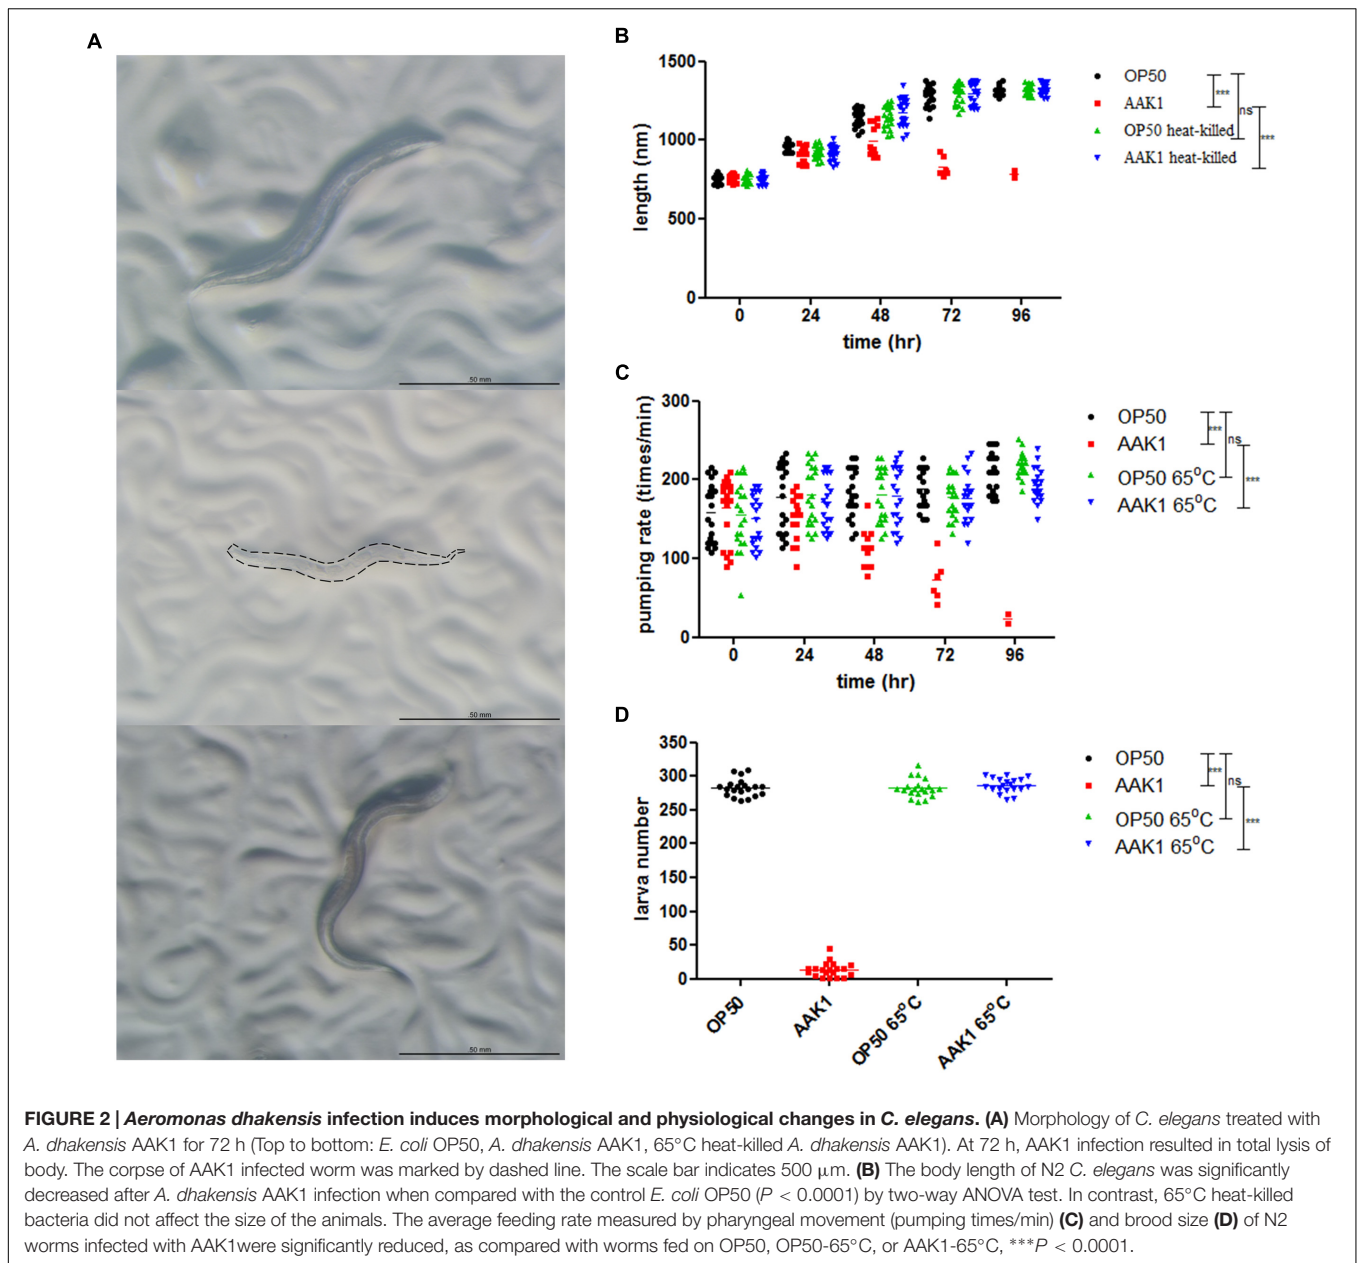 A
.50 mm
.50 mm
.50 mm
B
1500
1000
500
0
length (nm)
0 24 48 72 96
time (hr)
OP50
AAK1
OP50 heat-killed
AAK1 heat-killed
***
ns
***
C
300
200
100
0
pumping rate (times/min)
0 24 48 72 96
time (hr)
OP50
AAK1
OP50 65°C
AAK1 65°C
***
ns
***
D
350
300
250
200
150
100
50
0
larva number
OP50 AAK1 OP50 65°C AAK1 65°C
OP50
AAK1
OP50 65°C
AAK1 65°C
***
ns
***
FIGURE 2 | Aeromonas dhakensis infection induces morphological and physiological changes in C. elegans. (A) Morphology of C. elegans treated with
A. dhakensis AAK1 for 72 h (Top to bottom: E. coli OP50, A. dhakensis AAK1, 65°C heat-killed A. dhakensis AAK1). At 72 h, AAK1 infection resulted in total lysis of
body. The corpse of AAK1 infected worm was marked by dashed line. The scale bar indicates 500 μm. (B) The body length of N2 C. elegans was significantly
decreased after A. dhakensis AAK1 infection when compared with the control E. coli OP50 (P < 0.0001) by two-way ANOVA test. In contrast, 65°C heat-killed
bacteria did not affect the size of the animals. The average feeding rate measured by pharyngeal movement (pumping times/min) (C) and brood size (D) of N2
worms infected with AAK1were significantly reduced, as compared with worms fed on OP50, OP50-65°C, or AAK1-65°C, ***P < 0.0001.